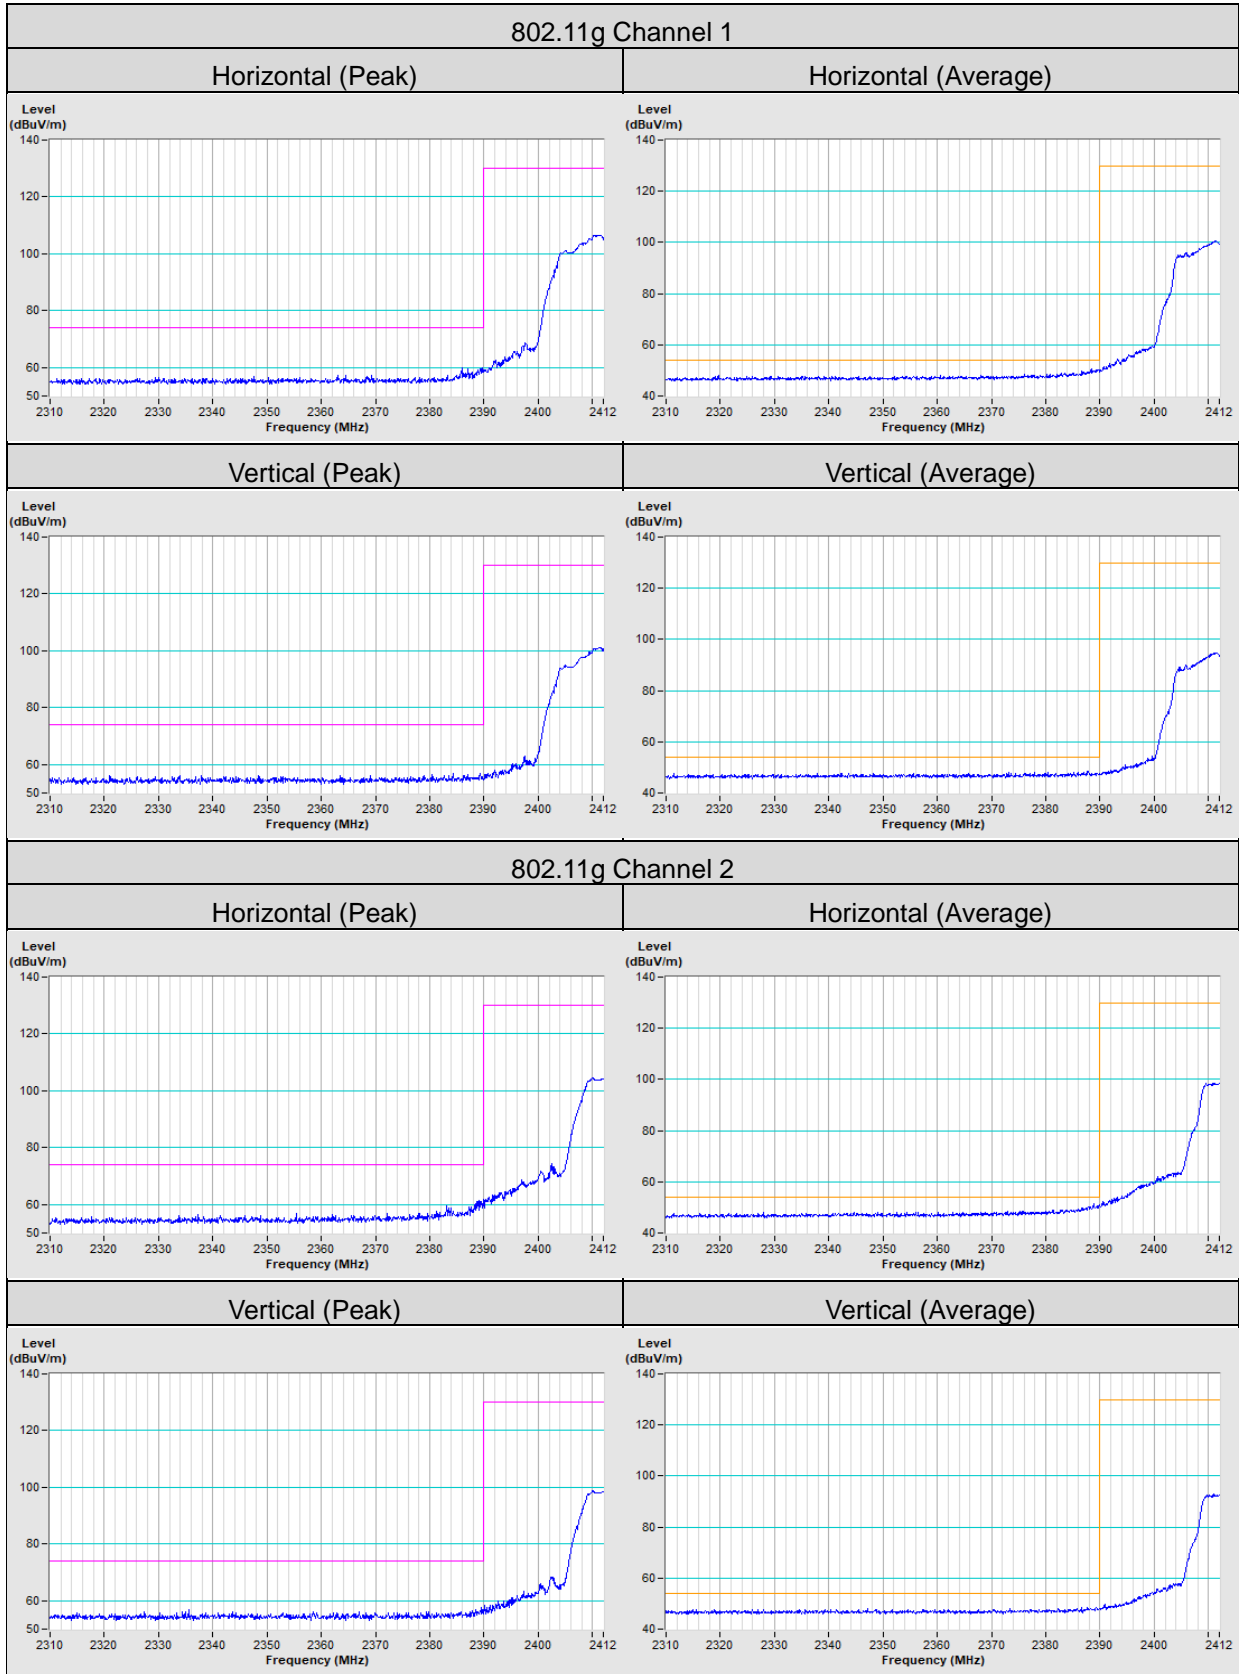 802.11g Channel 1
Horizontal (Peak) Horizontal (Average)
Level
(dBuV/m)
140
120
100
80
60
50
2310 2320 2330 2340 2350 2360 2370 2380 2390 2400 2412
Frequency (MHz)
Level
(dBuV/m)
140
120
100
80
60
40
2310 2320 2330 2340 2350 2360 2370 2380 2390 2400 2412
Frequency (MHz)
Vertical (Peak) Vertical (Average)
Level
(dBuV/m)
140
120
100
80
60
50
2310 2320 2330 2340 2350 2360 2370 2380 2390 2400 2412
Frequency (MHz)
Level
(dBuV/m)
140
120
100
80
60
40
2310 2320 2330 2340 2350 2360 2370 2380 2390 2400 2412
Frequency (MHz)
802.11g Channel 2
Horizontal (Peak) Horizontal (Average)
Level
(dBuV/m)
140
120
100
80
60
50
2310 2320 2330 2340 2350 2360 2370 2380 2390 2400 2412
Frequency (MHz)
Level
(dBuV/m)
140
120
100
80
60
40
2310 2320 2330 2340 2350 2360 2370 2380 2390 2400 2412
Frequency (MHz)
Vertical (Peak) Vertical (Average)
Level
(dBuV/m)
140
120
100
80
60
50
2310 2320 2330 2340 2350 2360 2370 2380 2390 2400 2412
Frequency (MHz)
Level
(dBuV/m)
140
120
100
80
60
40
2310 2320 2330 2340 2350 2360 2370 2380 2390 2400 2412
Frequency (MHz)